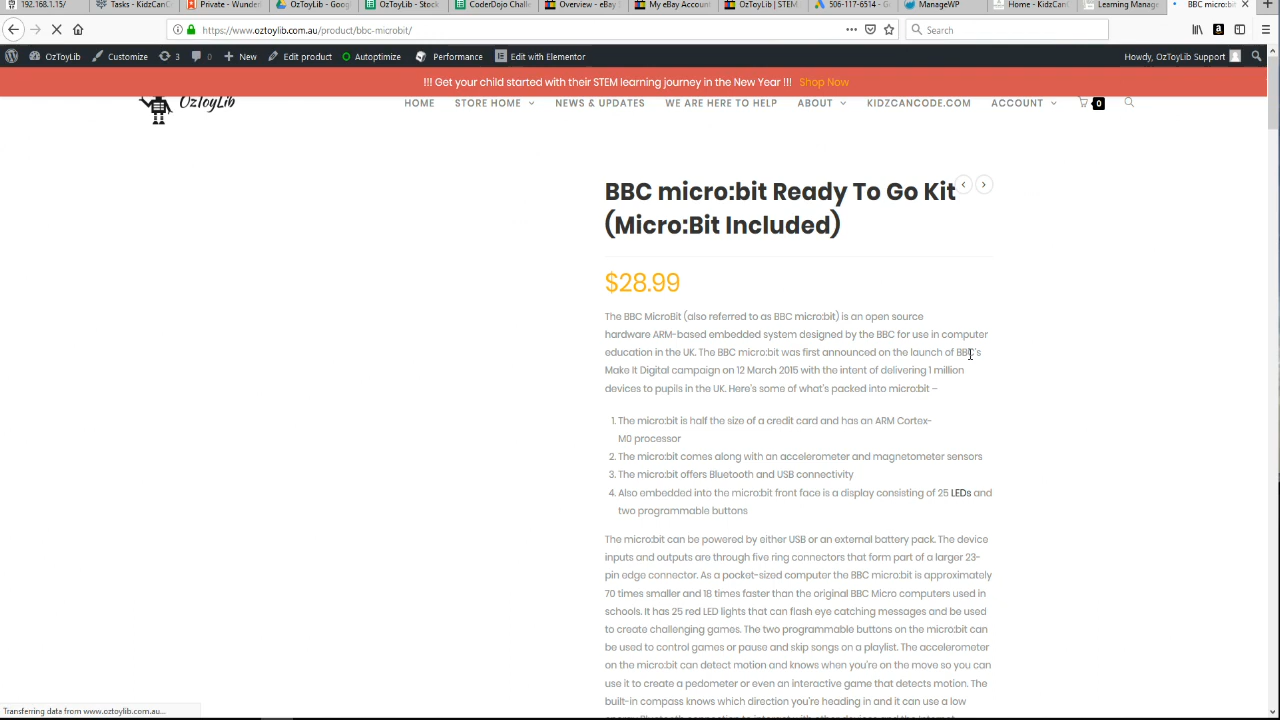 192.168.1.15/
Tasks - KidzCanC
Private - Wunder
OzToyLib - G
OzToyLib - Stock
CoderDojo Challe
Overview - eBay
My eBay Account
OzToyLib | STEM
506-117-6514 - G
ManageWP
Home - KidzCan
Learning Manage
BBC micro:bit
https://www.oztoylib.com.au/product/bbc-microbit/
Search
OzToyLib
Customize
3
0
New
Edit product
Autoptimize
Performance
Edit with Elementor
Howdy, OzToyLib Support
!!! Get your child started with their STEM learning journey in the New Year !!! Shop Now
OzToyLib
HOME
STORE HOME
NEWS & UPDATES
WE ARE HERE TO HELP
ABOUT
KIDZCANCODE.COM
ACCOUNT
0
BBC micro:bit Ready To Go Kit
(Micro:Bit Included)
$28.99
The BBC MicroBit (also referred to as BBC micro:bit) is an open source
hardware ARM-based embedded system designed by the BBC for use in computer
education in the UK. The BBC micro:bit was first announced on the launch of BBC's
Make It Digital campaign on 12 March 2015 with the intent of delivering 1 million
devices to pupils in the UK. Here's some of what's packed into micro:bit –
1. The micro:bit is half the size of a credit card and has an ARM Cortex-
M0 processor
2. The micro:bit comes along with an accelerometer and magnetometer sensors
3. The micro:bit offers Bluetooth and USB connectivity
4. Also embedded into the micro:bit front face is a display consisting of 25 LEDs and
two programmable buttons
The micro:bit can be powered by either USB or an external battery pack. The device
inputs and outputs are through five ring connectors that form part of a larger 23-
pin edge connector. As a pocket-sized computer the BBC micro:bit is approximately
70 times smaller and 18 times faster than the original BBC Micro computers used in
schools. It has 25 red LED lights that can flash eye catching messages and be used
to create challenging games. The two programmable buttons on the micro:bit can
be used to control games or pause and skip songs on a playlist. The accelerometer
on the micro:bit can detect motion and knows when you're on the move so you can
use it to create a pedometer or even an interactive game that detects motion. The
built-in compass knows which direction you're heading in and it can use a low
energy Bluetooth connection to interact with other devices and the Internet
Transferring data from www.oztoylib.com.au...